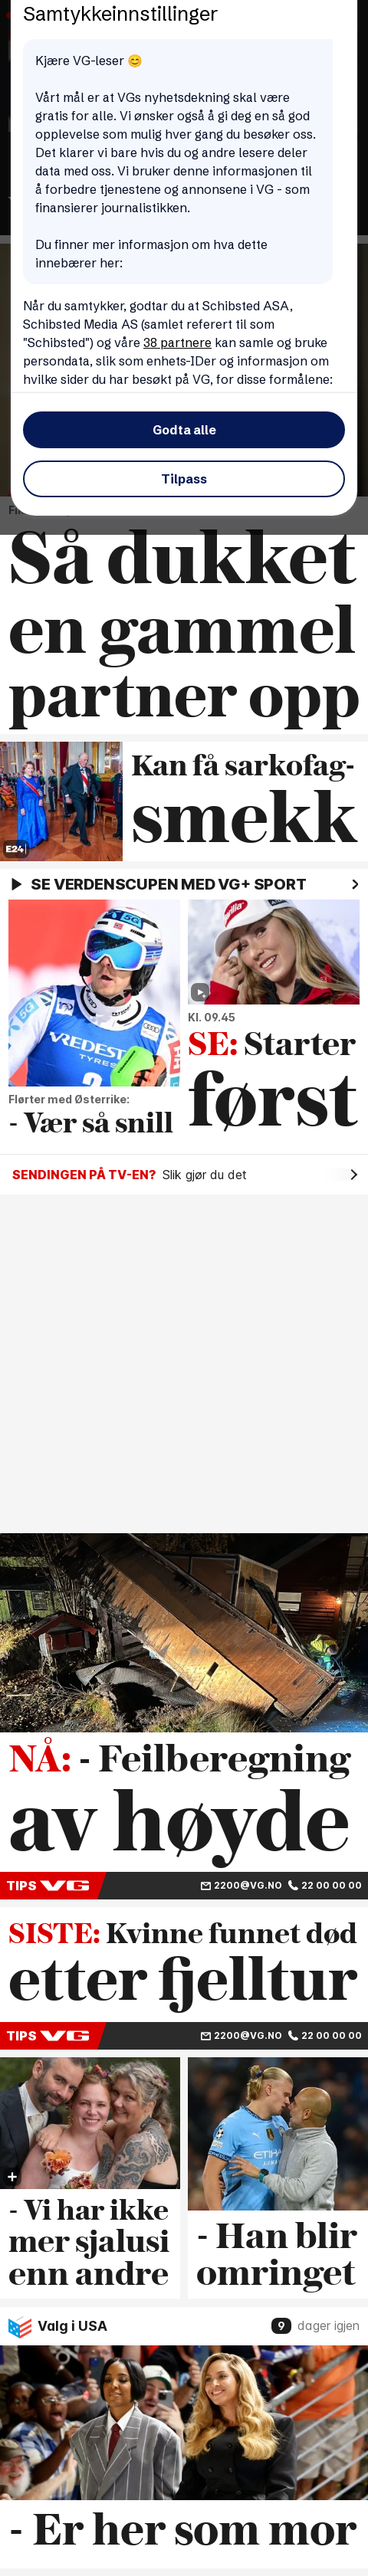 Samtykkeinnstillinger
Kjære VG-leser 😊
Vårt mål er at VGs nyhetsdekning skal være
gratis for alle. Vi ønsker også å gi deg en så god
opplevelse som mulig hver gang du besøker oss.
Det klarer vi bare hvis du og andre lesere deler
data med oss. Vi bruker denne informasjonen til
å forbedre tjenestene og annonsene i VG - som
finansierer journalistikken.
Du finner mer informasjon om hva dette
innebærer her:
Når du samtykker, godtar du at Schibsted ASA,
Schibsted Media AS (samlet referert til som
"Schibsted") og våre 38 partnere kan samle og bruke
persondata, slik som enhets-IDer og informasjon om
hvilke sider du har besøkt på VG, for disse formålene:
Godta alle
Tilpass
Så dukket
en gammel
partner opp
Kan få sarkofag-
smekk
E24
SE VERDENSCUPEN MED VG+ SPORT
VREDESTEIN
TYRES
Flørter med Østerrike:
- Vær så snill
Kl. 09.45
SE: Starter
først
SENDINGEN PÅ TV-EN? Slik gjør du det
NÅ: - Feilberegning
av høyde
TIPS VG 2200@VG.NO 22 00 00 00
SISTE: Kvinne funnet død
etter fjelltur
TIPS VG 2200@VG.NO 22 00 00 00
- Vi har ikke
mer sjalusi
enn andre
ETIHAD
- Han blir
omringet
Valg i USA 9 dager igjen
- Er her som mor